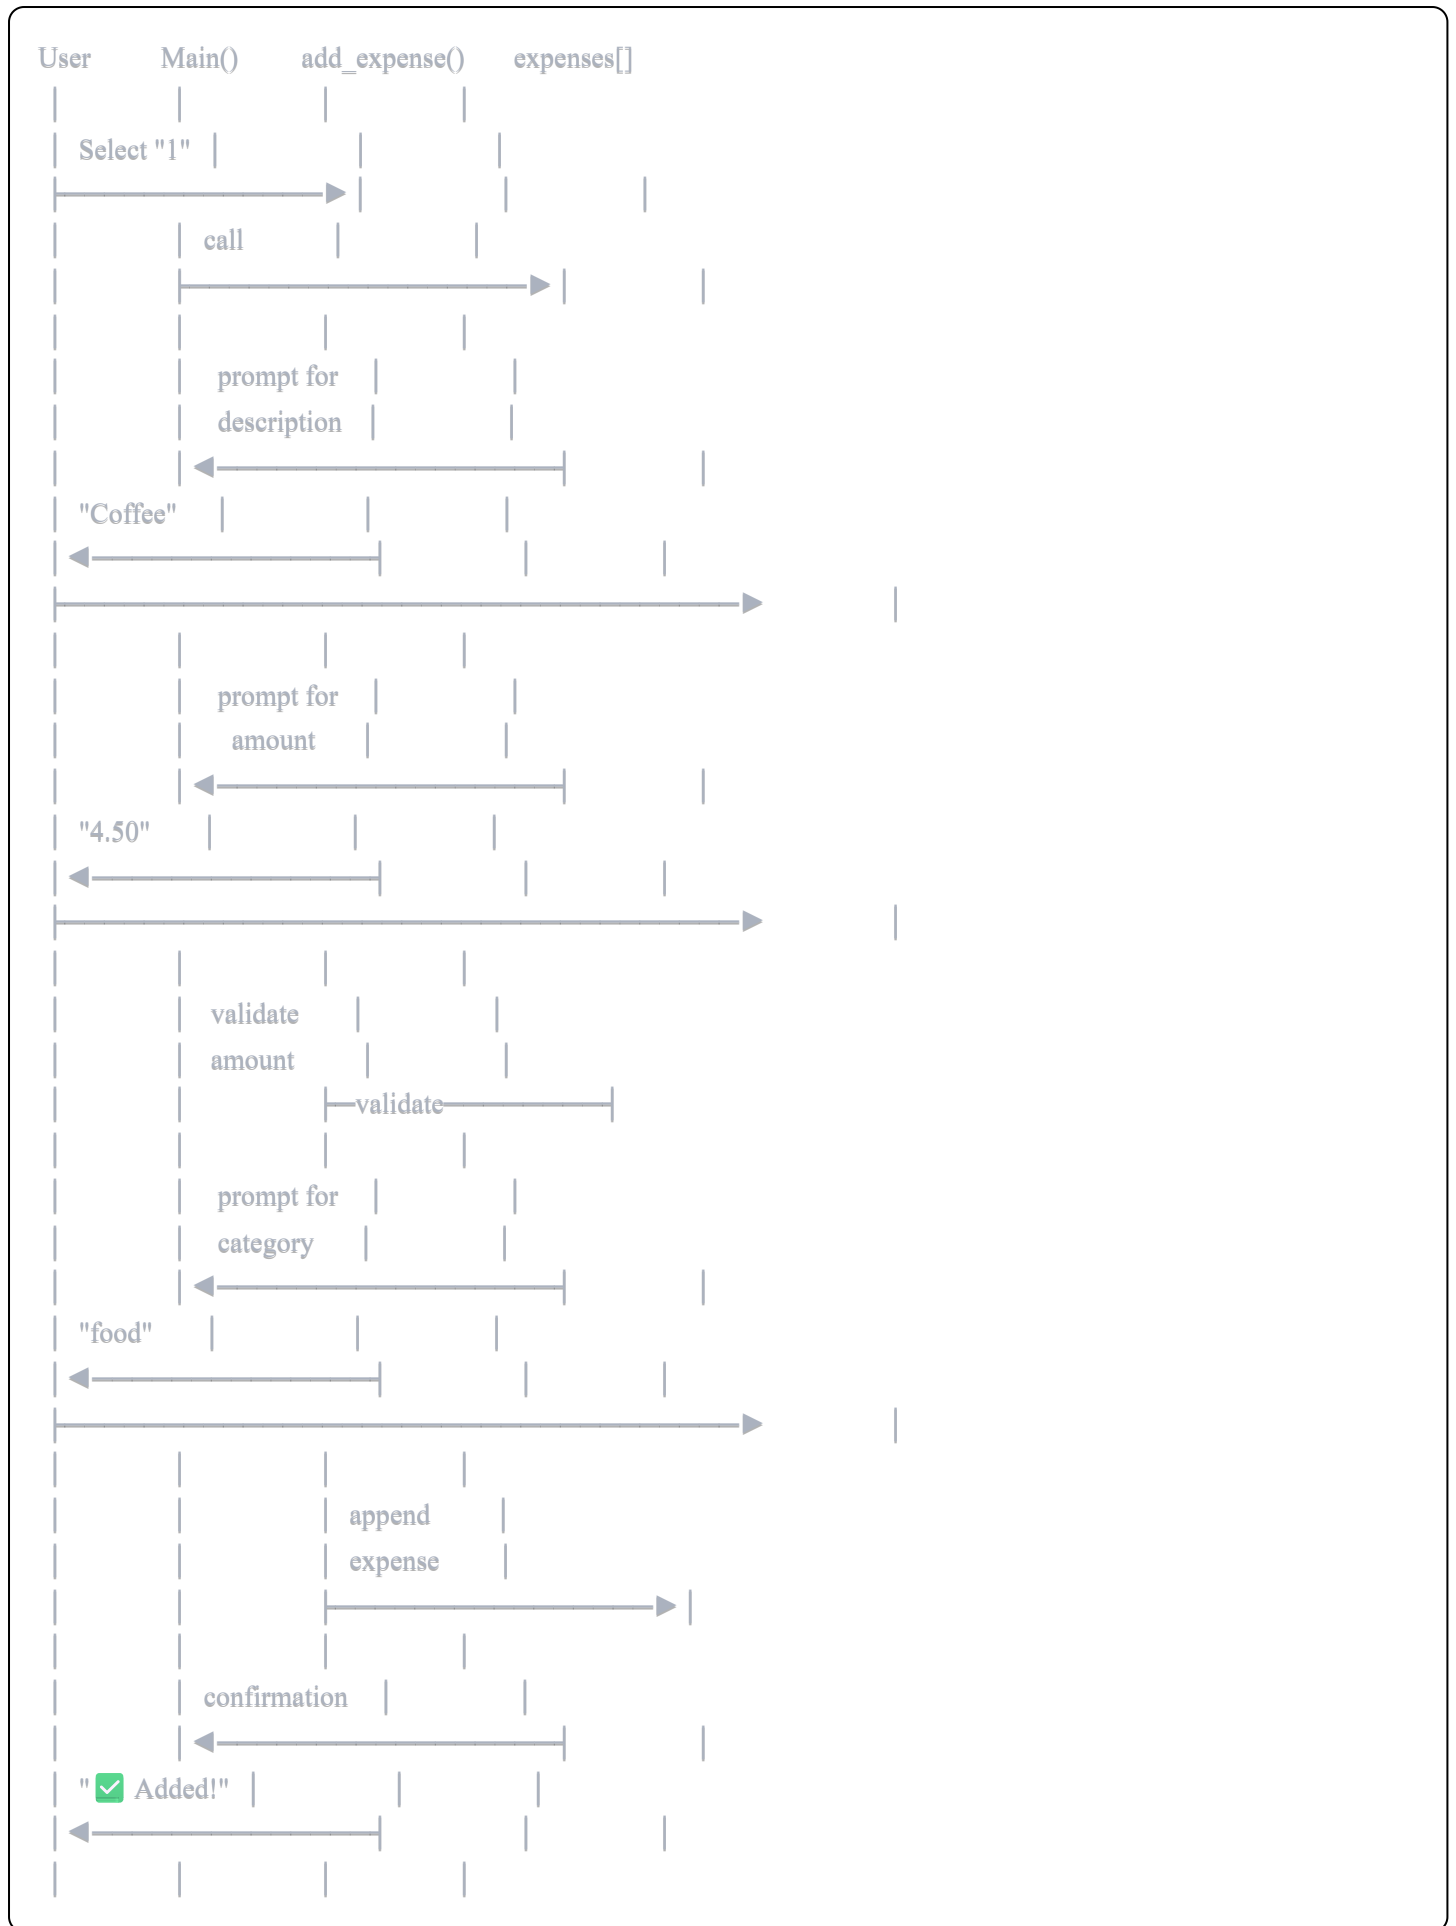 User Main() add_expense() expenses[]
Select "1"
call
prompt for
description
"Coffee"
prompt for
amount
"4.50"
validate
amount
validate
prompt for
category
"food"
append
expense
confirmation
"✅ Added!"